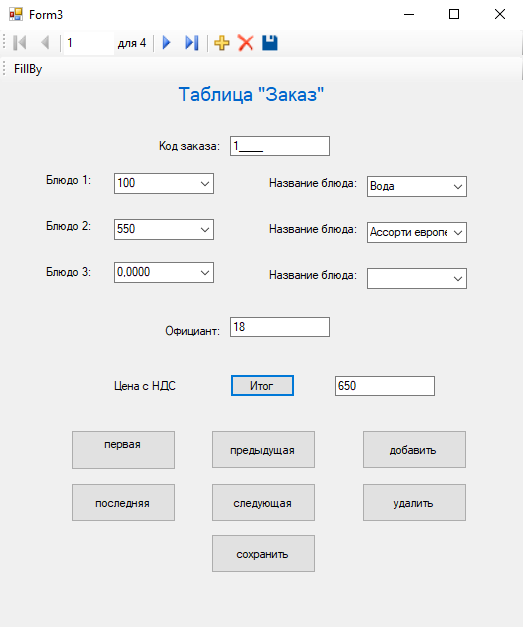 Form3
1 для 4
FillBy
Таблица "Заказ"
Код заказа: 1____
Блюдо 1: 100 Название блюда: Вода
Блюдо 2: 550 Название блюда: Ассорти европе
Блюдо 3: 0,0000 Название блюда:
Официант: 18
Цена с НДС Итог 650
первая предыдущая добавить
последняя следующая удалить
сохранить